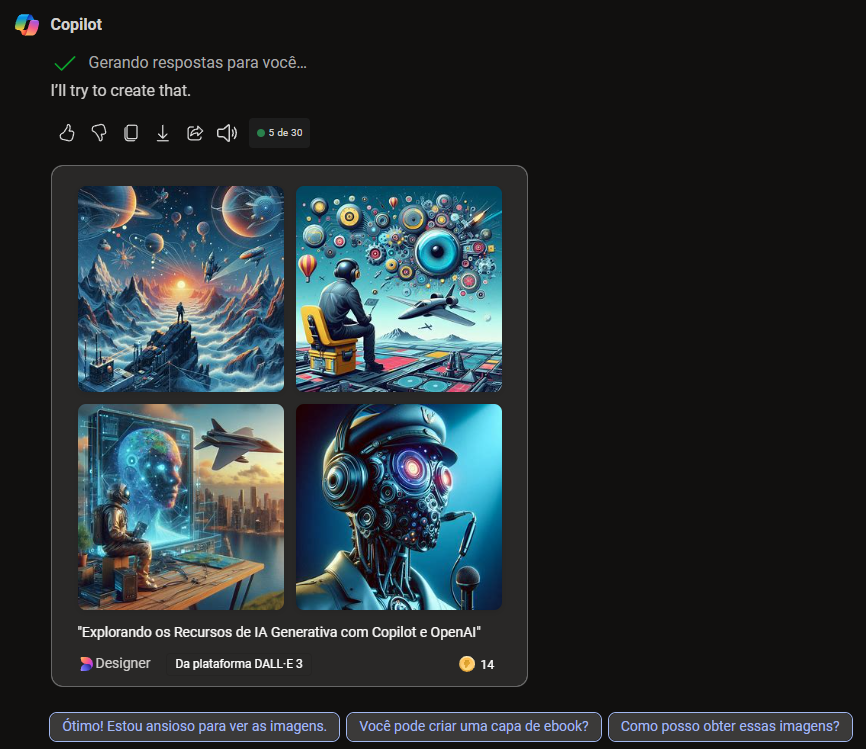 Copilot
Gerando respostas para você...
I'll try to create that.
5 de 30
"Explorando os Recursos de IA Generativa com Copilot e OpenAI"
Designer
Da plataforma DALL·E 3
14
Ótimo! Estou ansioso para ver as imagens.
Você pode criar uma capa de ebook?
Como posso obter essas imagens?